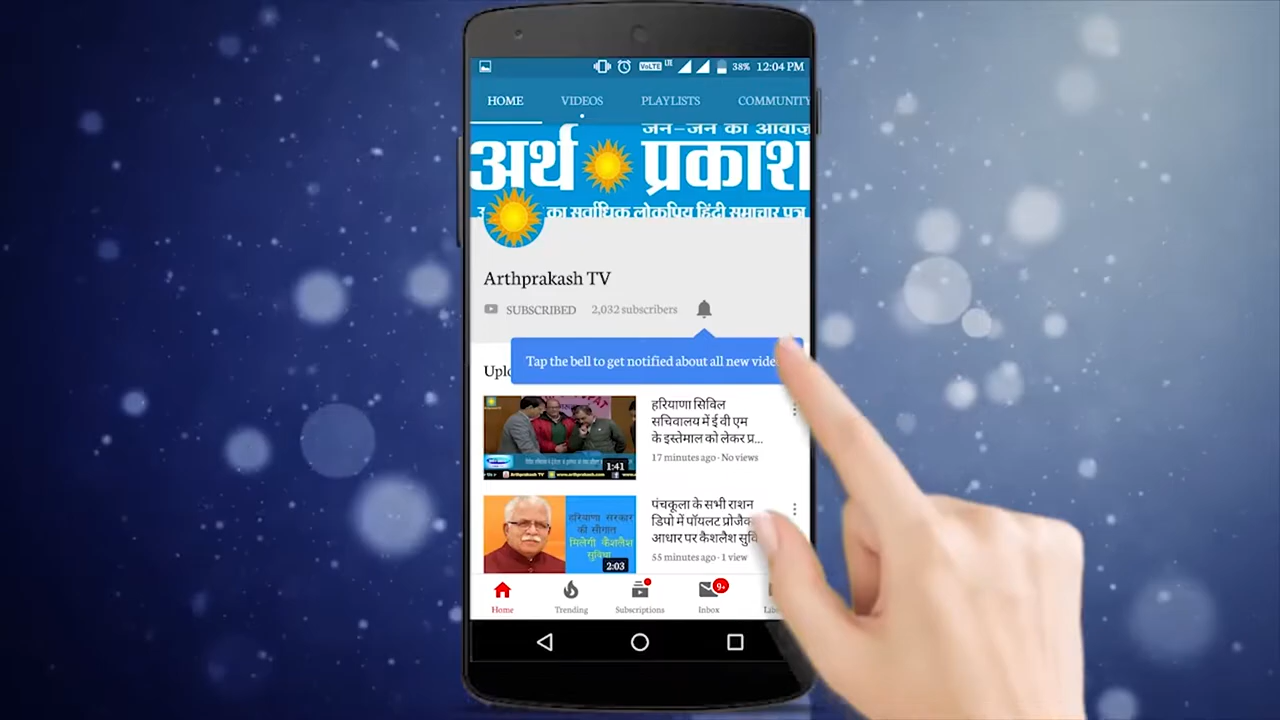 38% 12:04 PM
HOME VIDEOS PLAYLISTS COMMUNITY
जन-जन की आवाज़
अर्थ प्रकाश
का सर्वाधिक लोकप्रिय हिंदी समाचार पत्र
Arthprakash TV
SUBSCRIBED 2,032 subscribers
Tap the bell to get notified about all new
हरियाणा सिविल
सचिवालय में ई वी एम
के इस्तेमाल को लेकर प्र...
17 minutes ago · No views
1:41
पंचकूला के सभी राशन
डिपो में पॉयलट
आधार पर कैशलैश
55 minutes ago · 1 view
हरियाणा सरकार
की सौगात
मिलेगी कैशलेश
सुविधा
2:03
9+
Home Trending Subscriptions Inbox